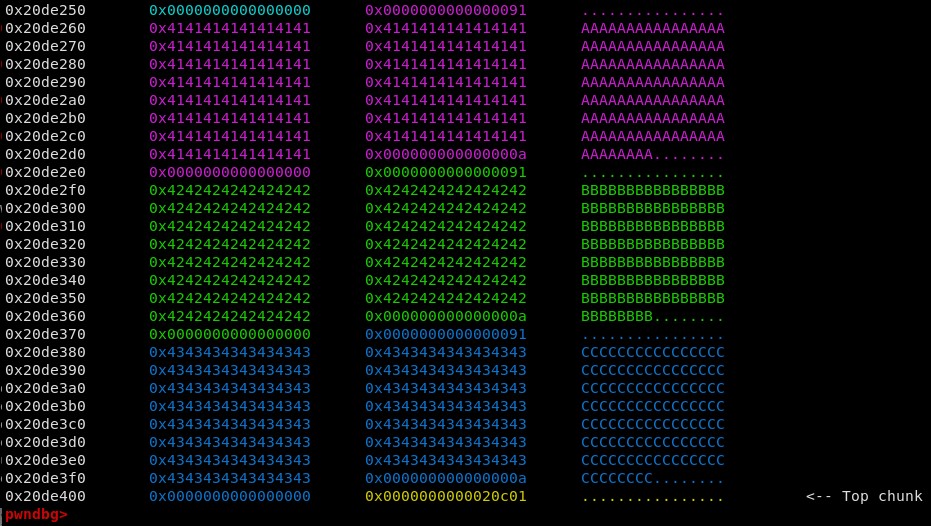 0x20de250 0x0000000000000000 0x0000000000000091 ................
0x20de260 0x4141414141414141 0x4141414141414141 AAAAAAAAAAAAAAAA
0x20de270 0x4141414141414141 0x4141414141414141 AAAAAAAAAAAAAAAA
0x20de280 0x4141414141414141 0x4141414141414141 AAAAAAAAAAAAAAAA
0x20de290 0x4141414141414141 0x4141414141414141 AAAAAAAAAAAAAAAA
0x20de2a0 0x4141414141414141 0x4141414141414141 AAAAAAAAAAAAAAAA
0x20de2b0 0x4141414141414141 0x4141414141414141 AAAAAAAAAAAAAAAA
0x20de2c0 0x4141414141414141 0x4141414141414141 AAAAAAAAAAAAAAAA
0x20de2d0 0x4141414141414141 0x000000000000000a AAAAAAAA........
0x20de2e0 0x0000000000000000 0x0000000000000091 ................
0x20de2f0 0x4242424242424242 0x4242424242424242 BBBBBBBBBBBBBBBB
0x20de300 0x4242424242424242 0x4242424242424242 BBBBBBBBBBBBBBBB
0x20de310 0x4242424242424242 0x4242424242424242 BBBBBBBBBBBBBBBB
0x20de320 0x4242424242424242 0x4242424242424242 BBBBBBBBBBBBBBBB
0x20de330 0x4242424242424242 0x4242424242424242 BBBBBBBBBBBBBBBB
0x20de340 0x4242424242424242 0x4242424242424242 BBBBBBBBBBBBBBBB
0x20de350 0x4242424242424242 0x4242424242424242 BBBBBBBBBBBBBBBB
0x20de360 0x4242424242424242 0x000000000000000a BBBBBBBB........
0x20de370 0x0000000000000000 0x0000000000000091 ................
0x20de380 0x4343434343434343 0x4343434343434343 CCCCCCCCCCCCCCCC
0x20de390 0x4343434343434343 0x4343434343434343 CCCCCCCCCCCCCCCC
0x20de3a0 0x4343434343434343 0x4343434343434343 CCCCCCCCCCCCCCCC
0x20de3b0 0x4343434343434343 0x4343434343434343 CCCCCCCCCCCCCCCC
0x20de3c0 0x4343434343434343 0x4343434343434343 CCCCCCCCCCCCCCCC
0x20de3d0 0x4343434343434343 0x4343434343434343 CCCCCCCCCCCCCCCC
0x20de3e0 0x4343434343434343 0x4343434343434343 CCCCCCCCCCCCCCCC
0x20de3f0 0x4343434343434343 0x000000000000000a CCCCCCCC........
0x20de400 0x0000000000000000 0x0000000000020c01 ................ <-- Top chunk
pwndbg>